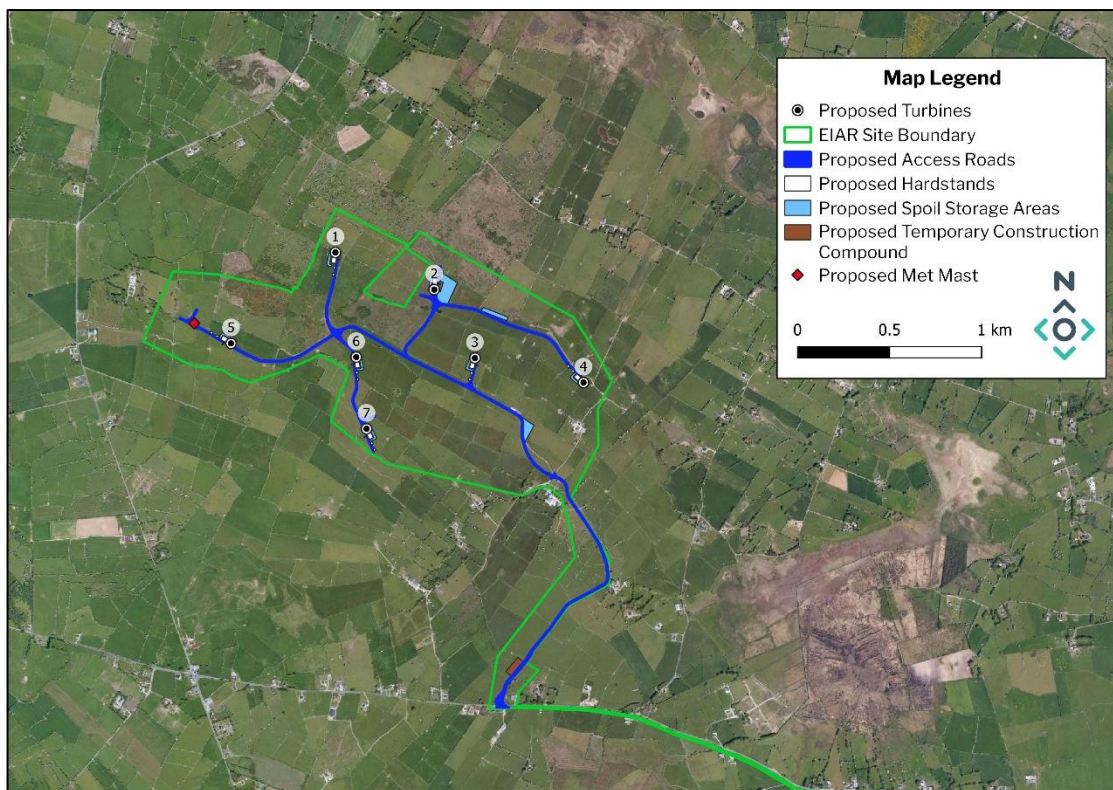 Map Legend
Proposed Turbines
EIAR Site Boundary
Proposed Access Roads
Proposed Hardstands
Proposed Spoil Storage Areas
Proposed Temporary Construction
Compound
Proposed Met Mast
N
0 0.5 1 km
1
2
5
6
3
4
7